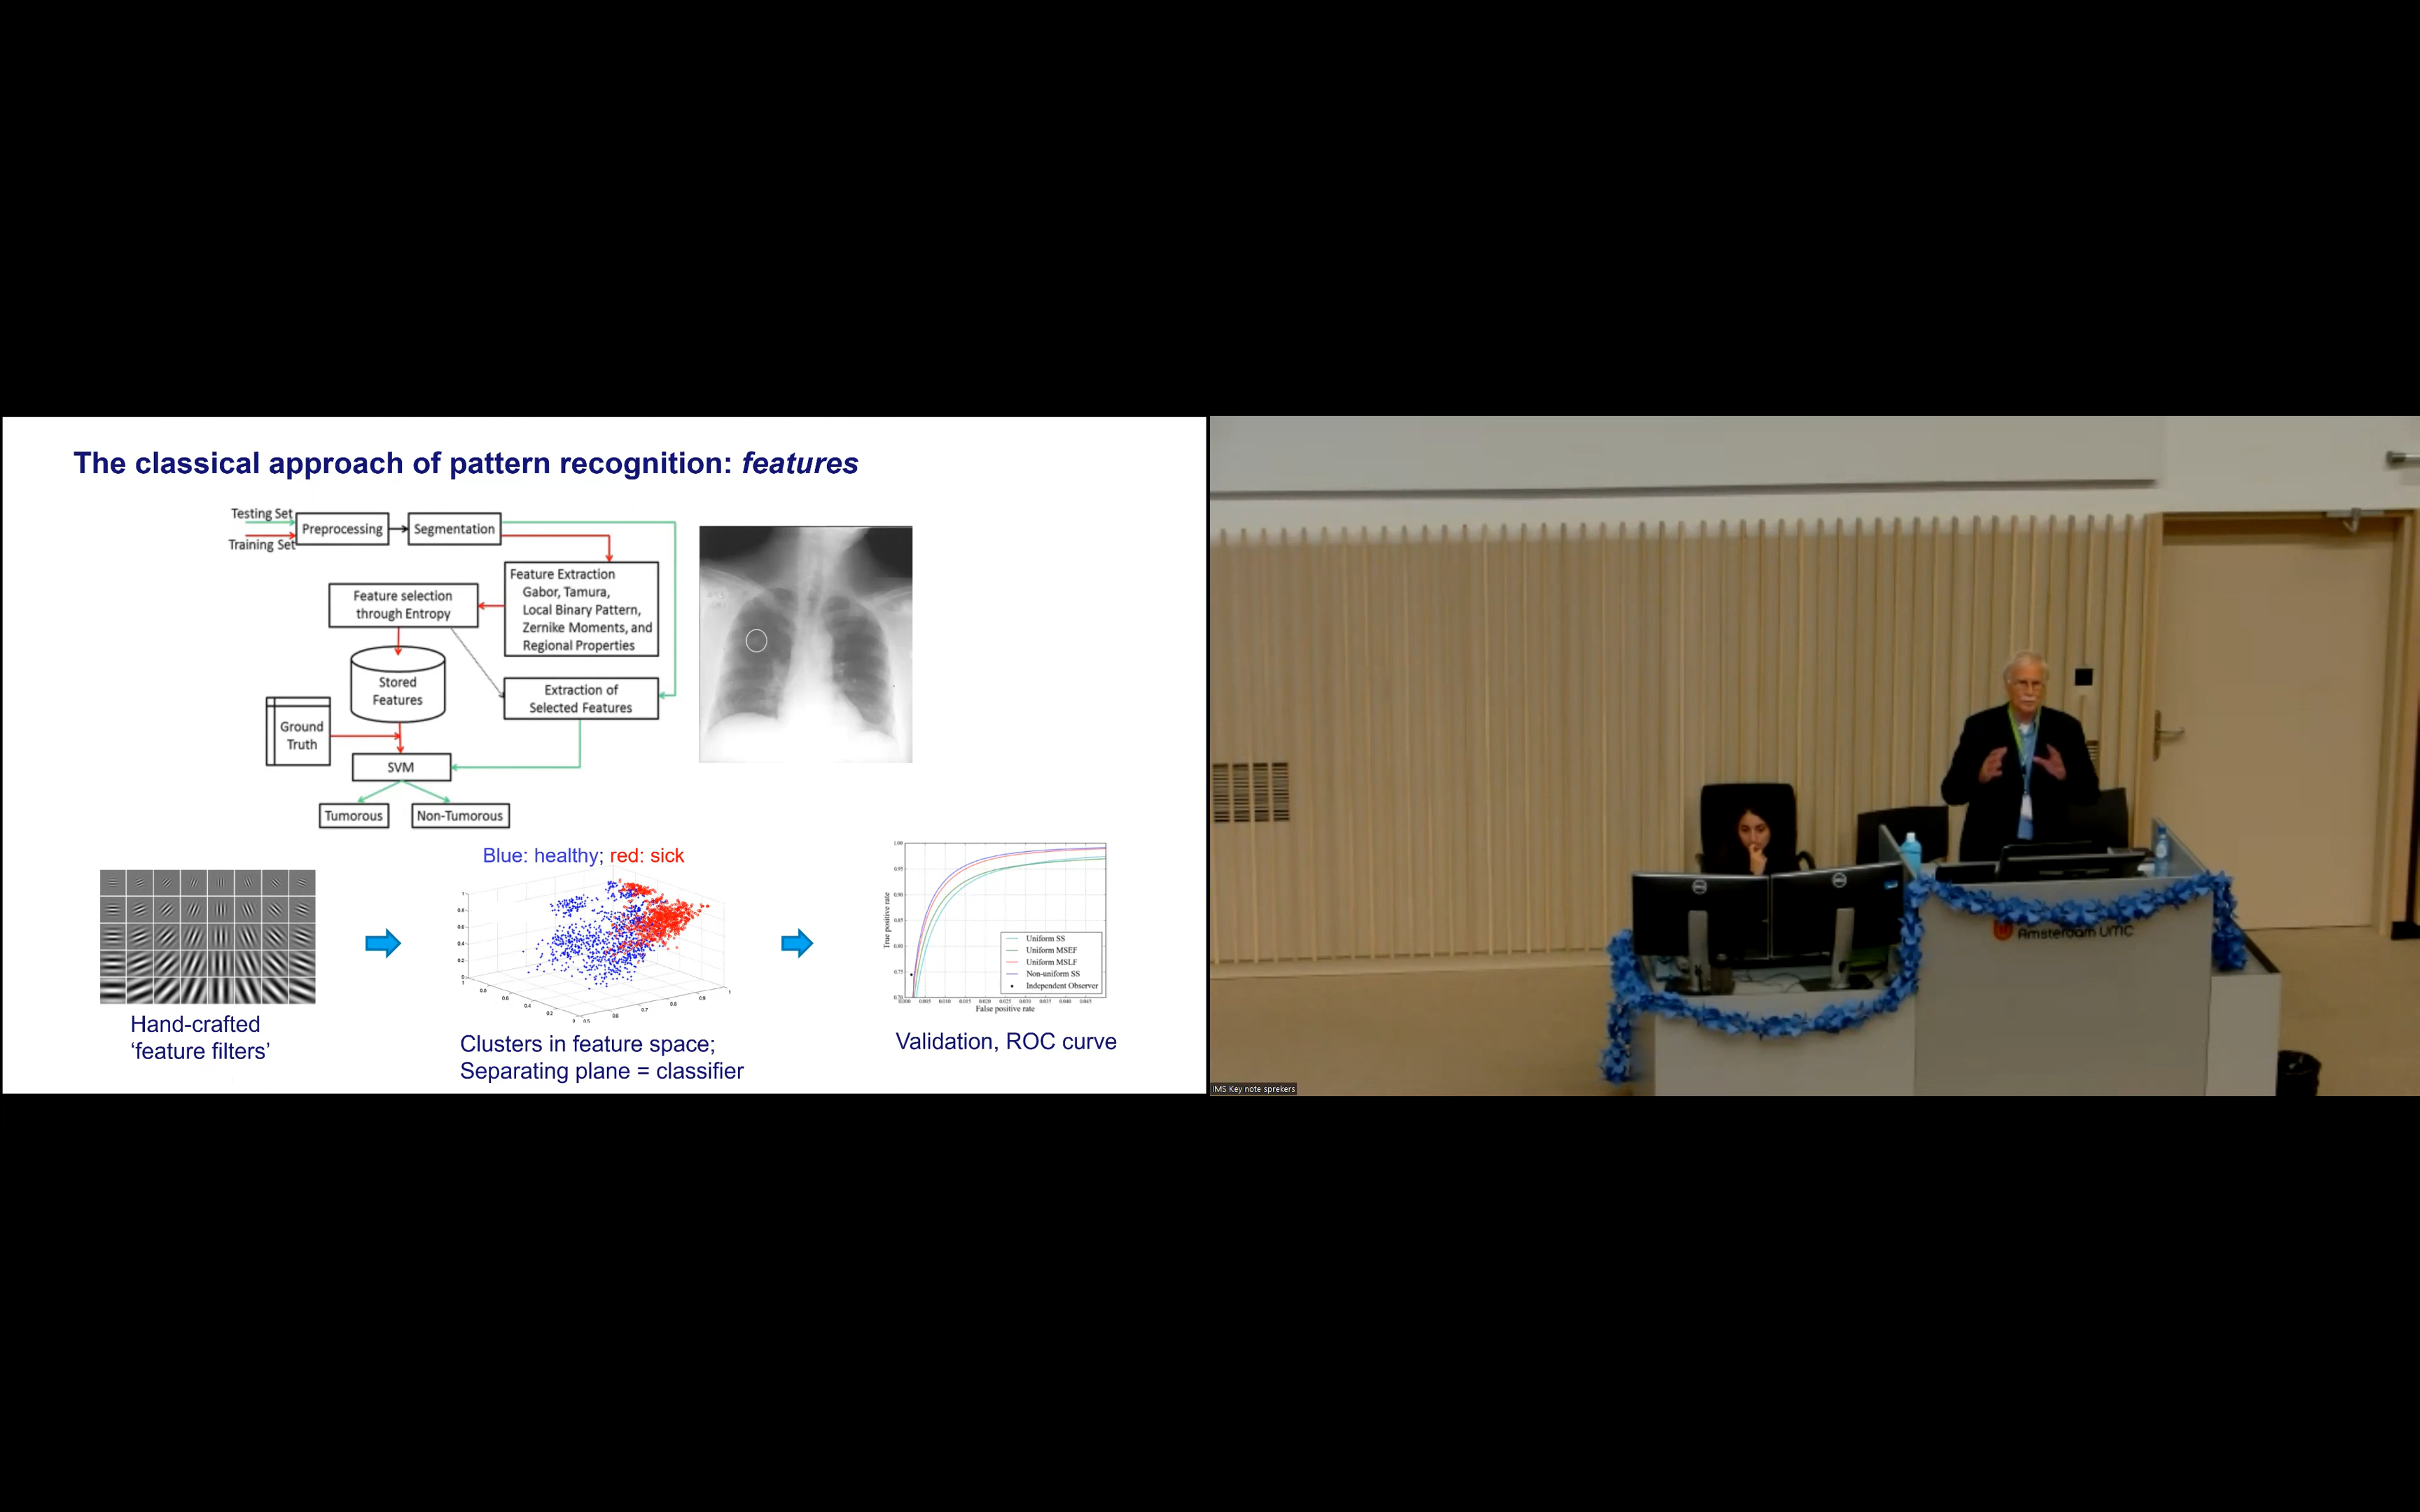 The classical approach of pattern recognition: features
Testing Set
Training Set
Preprocessing
Segmentation
Feature Extraction
Gabor, Tamura,
Local Binary Pattern,
Zernike Moments, and
Regional Properties
Feature selection
through Entropy
Stored
Features
Extraction of
Selected Features
Ground
Truth
SVM
Tumorous
Non-Tumorous
Blue: healthy; red: sick
Hand-crafted
‘feature filters’
Clusters in feature space;
Separating plane = classifier
True positive rate
Uniform SS
Uniform MSEF
Uniform MSLF
Non-uniform SS
Independent Observer
False positive rate
Validation, ROC curve
Amsterdam UMC
IMS Key note sprekers